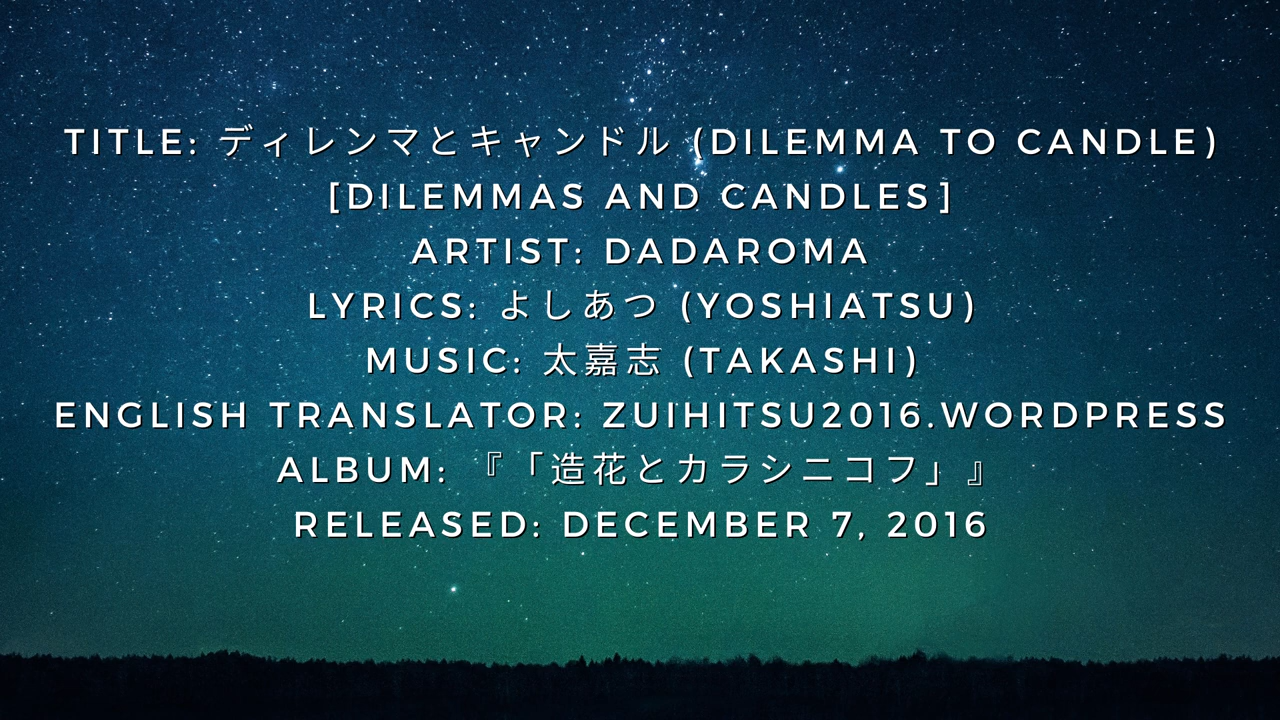 TITLE: ディレンマとキャンドル (DILEMMA TO CANDLE)
[DILEMMAS AND CANDLES]
ARTIST: DADAROMA
LYRICS: よしあつ (YOSHIATSU)
MUSIC: 太嘉志 (TAKASHI)
ENGLISH TRANSLATOR: ZUIHITSU2016.WORDPRESS
ALBUM: 『「造花とカラシニコフ」』
RELEASED: DECEMBER 7, 2016